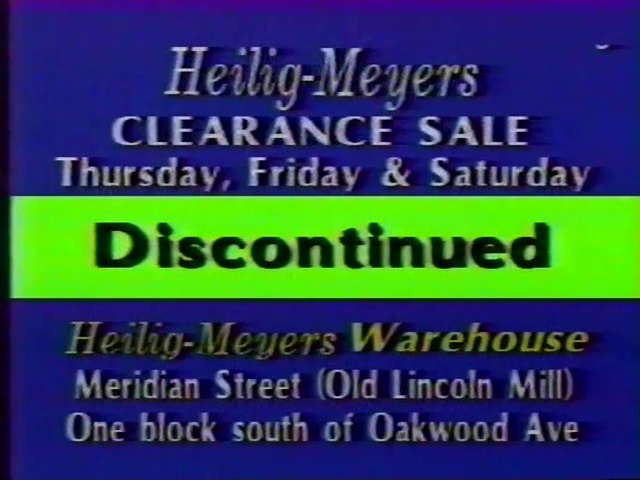 Heilig-Meyers
CLEARANCE SALE
Thursday, Friday & Saturday
Discontinued
Heilig-Meyers Warehouse
Meridian Street (Old Lincoln Mill)
One block south of Oakwood Ave